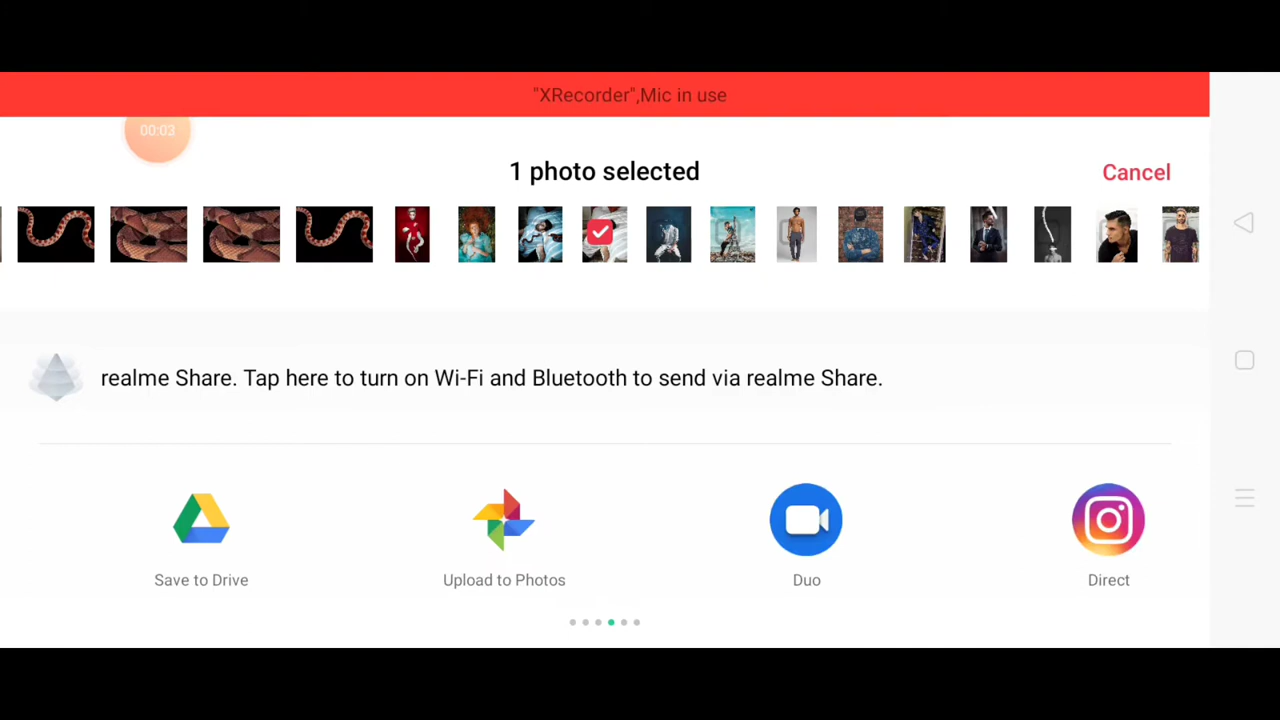 "XRecorder",Mic in use
00:03
1 photo selected
Cancel
realme Share. Tap here to turn on Wi-Fi and Bluetooth to send via realme Share.
Save to Drive
Upload to Photos
Duo
Direct